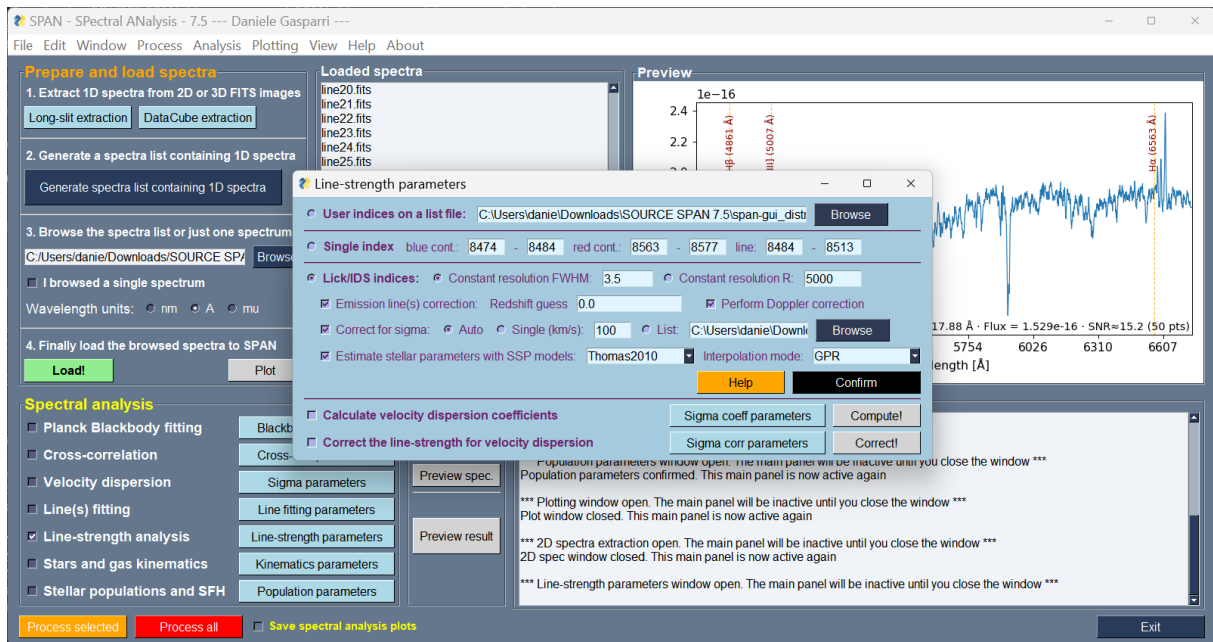 SPAN - SPectral ANalysis - 7.5 --- Daniele Gasparri ---
File Edit Window Process Analysis Plotting View Help About
Prepare and load spectra
1. Extract 1D spectra from 2D or 3D FITS images
Long-slit extraction DataCube extraction
2. Generate a spectra list containing 1D spectra
Generate spectra list containing 1D spectra
3. Browse the spectra list or just one spectrum
C:/Users/danie/Downloads/SOURCE
I browsed a single spectrum
Wavelength units: nm A mu
4. Finally load the browsed spectra to SPAN
Load! Plot
Loaded spectra
line20.fits
line21.fits
line22.fits
line23.fits
line24.fits
line25.fits
Preview
1e−16
2.4
2.2
Hβ (4861 Å)
(5007 Å)
Hα (6563 Å)
Flux = 1.529e-16 · SNR≈15.2 (50 pts)
5754 6026 6310 6607
[Å]
Line-strength parameters
User indices on a list file: C:\Users\danie\Downloads\SOURCE SPAN 7.5\span-gui_distr Browse
Single index blue cont.: 8474 - 8484 red cont.: 8563 - 8577 line: 8484 - 8513
Lick/IDS indices: Constant resolution FWHM: 3.5 Constant resolution R: 5000
Emission line(s) correction: Redshift guess 0.0 Perform Doppler correction
Correct for sigma: Auto Single (km/s): 100 List: C:\Users\danie\Downl Browse
Estimate stellar parameters with SSP models: Thomas2010 Interpolation mode: GPR
Help Confirm
Calculate velocity dispersion coefficients Sigma coeff parameters Compute!
Correct the line-strength for velocity dispersion Sigma corr parameters Correct!
Spectral analysis
Planck Blackbody fitting
Cross-correlation
Velocity dispersion Sigma parameters
Line(s) fitting Line fitting parameters
Line-strength analysis Line-strength parameters
Stars and gas kinematics Kinematics parameters
Stellar populations and SFH Population parameters
Preview spec.
Preview result
Population parameters window open. The main panel will be inactive until you close the window ***
Population parameters confirmed. This main panel is now active again
*** Plotting window open. The main panel will be inactive until you close the window ***
Plot window closed. This main panel is now active again
*** 2D spectra extraction open. The main panel will be inactive until you close the window ***
2D spec window closed. This main panel is now active again
*** Line-strength parameters window open. The main panel will be inactive until you close the window ***
Process selected Process all Save spectral analysis plots Exit